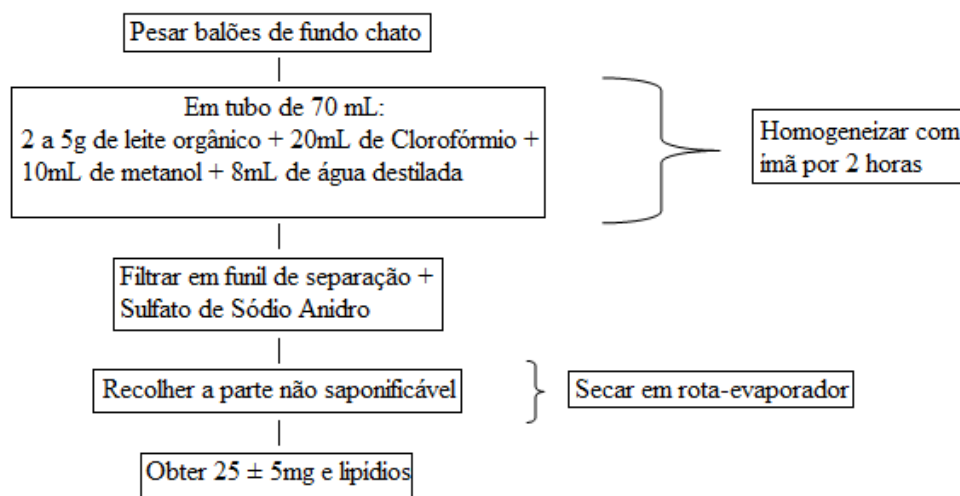 Pesar balões de fundo chato
Em tubo de 70 mL:
2 a 5g de leite orgânico + 20mL de Clorofórmio +
10mL de metanol + 8mL de água destilada
Homogeneizar com
imã por 2 horas
Filtrar em funil de separação +
Sulfato de Sódio Anidro
Recolher a parte não saponificável
Secar em rota-evaporador
Obter 25 ± 5mg e lipídios